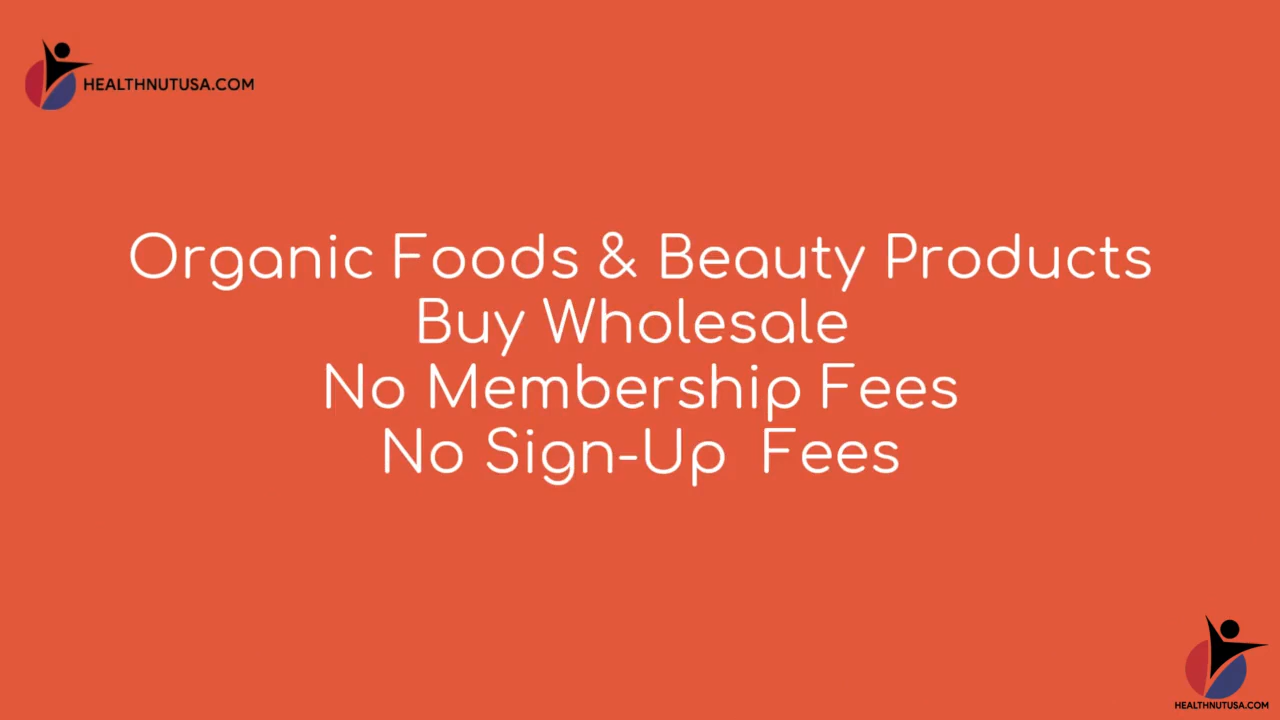 HEALTHNUTUSA.COM
Organic Foods & Beauty Products
Buy Wholesale
No Membership Fees
No Sign-Up Fees
HEALTHNUTUSA.COM